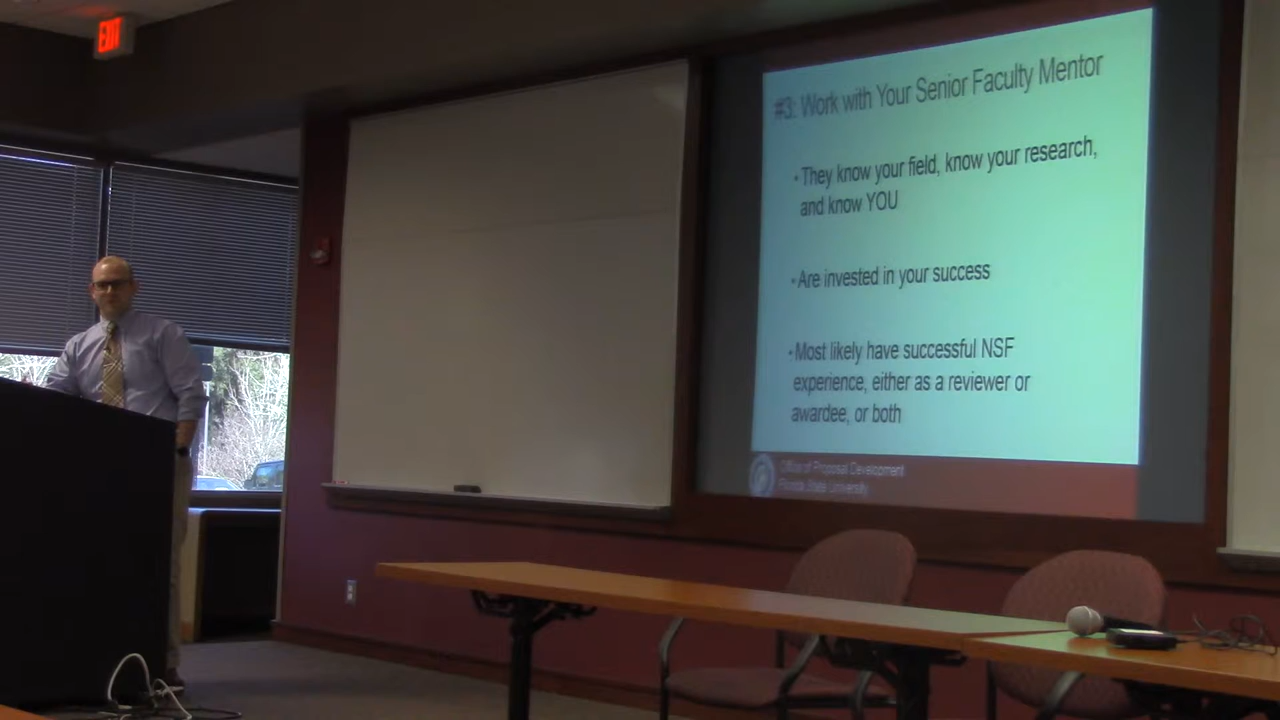 EXIT
#3: Work with Your Senior Faculty Mentor
• They know your field, know your research,
and know YOU
• Are invested in your success
• Most likely have successful NSF
experience, either as a reviewer or
awardee, or both
Office of Proposal Development
Florida State University